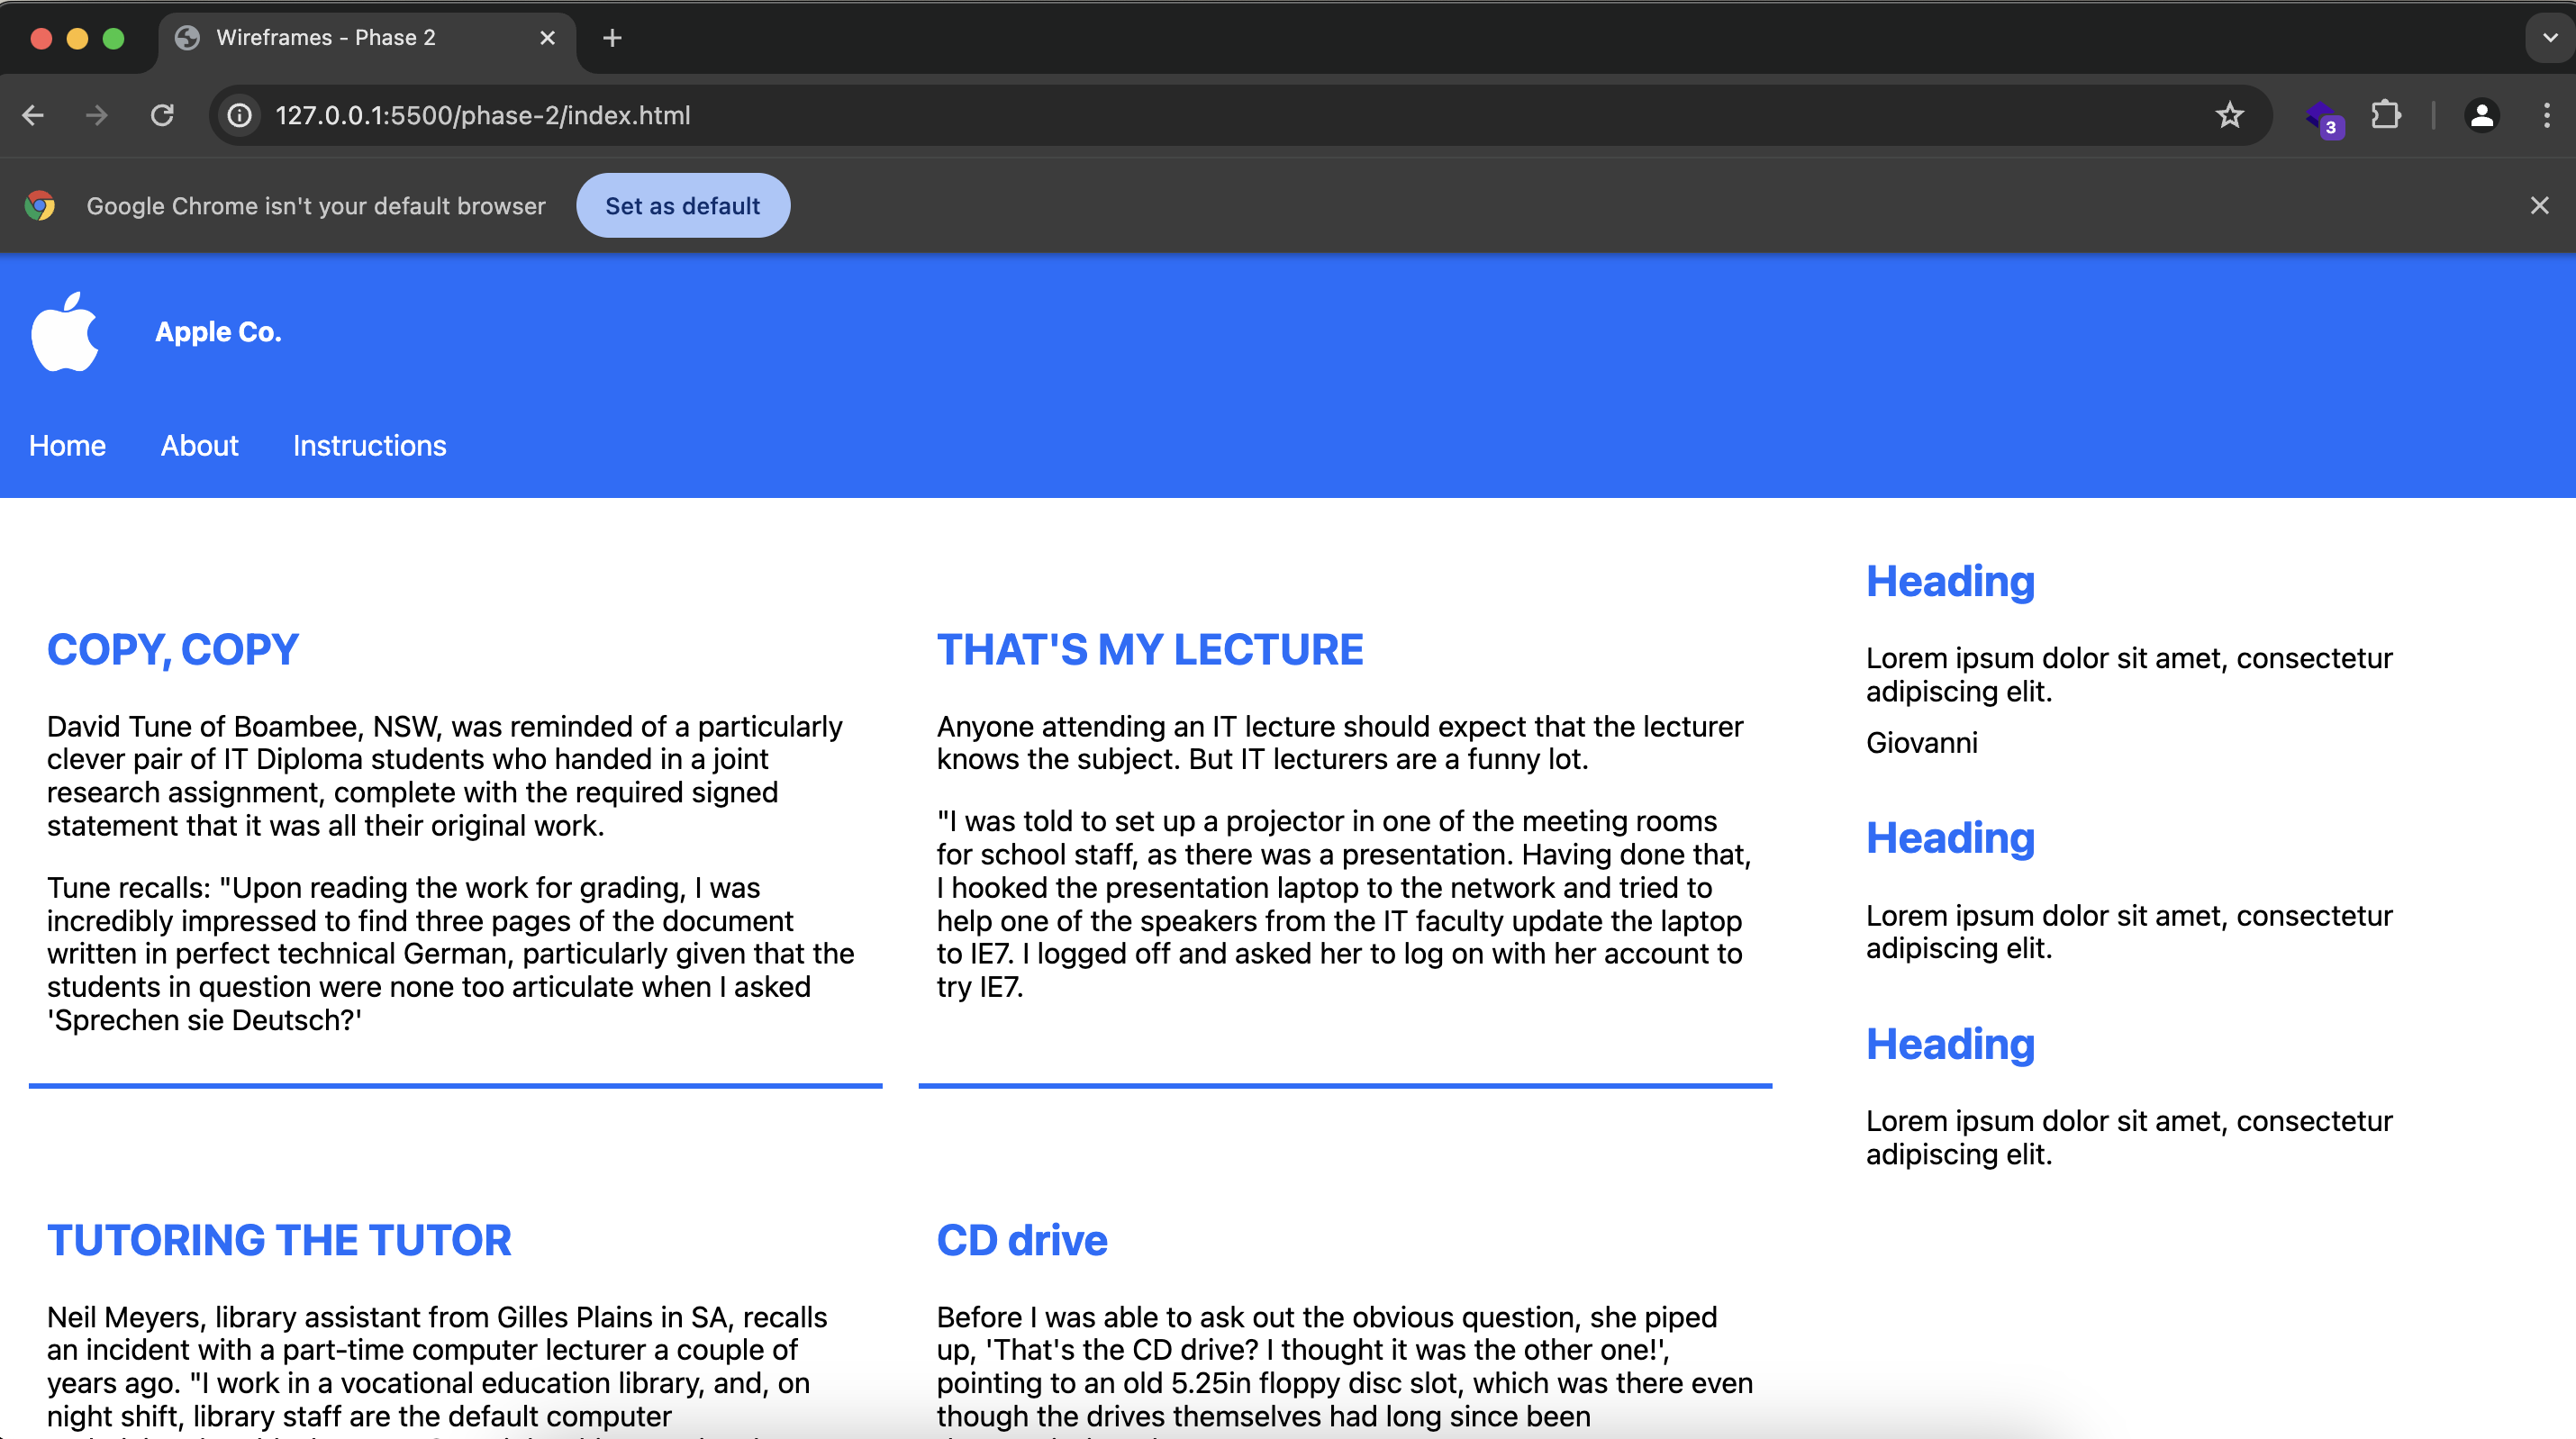 Wireframes - Phase 2
127.0.0.1:5500/phase-2/index.html
3
Google Chrome isn't your default browser
Set as default
Apple Co.
Home
About
Instructions
COPY, COPY
David Tune of Boambee, NSW, was reminded of a particularly
clever pair of IT Diploma students who handed in a joint
research assignment, complete with the required signed
statement that it was all their original work.
Tune recalls: "Upon reading the work for grading, I was
incredibly impressed to find three pages of the document
written in perfect technical German, particularly given that the
students in question were none too articulate when I asked
'Sprechen sie Deutsch?'
THAT'S MY LECTURE
Anyone attending an IT lecture should expect that the lecturer
knows the subject. But IT lecturers are a funny lot.
"I was told to set up a projector in one of the meeting rooms
for school staff, as there was a presentation. Having done that,
I hooked the presentation laptop to the network and tried to
help one of the speakers from the IT faculty update the laptop
to IE7. I logged off and asked her to log on with her account to
try IE7.
TUTORING THE TUTOR
Neil Meyers, library assistant from Gilles Plains in SA, recalls
an incident with a part-time computer lecturer a couple of
years ago. "I work in a vocational education library, and, on
night shift, library staff are the default computer
CD drive
Before I was able to ask out the obvious question, she piped
up, 'That's the CD drive? I thought it was the other one!',
pointing to an old 5.25in floppy disc slot, which was there even
though the drives themselves had long since been
Heading
Lorem ipsum dolor sit amet, consectetur
adipiscing elit.
Giovanni
Heading
Lorem ipsum dolor sit amet, consectetur
adipiscing elit.
Heading
Lorem ipsum dolor sit amet, consectetur
adipiscing elit.